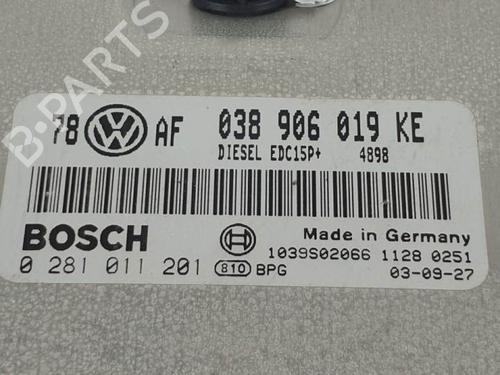 B-PARTS
78 VW AF 038 906 019 KE
DIESEL EDC15P+ 4898
BOSCH Made in Germany
1039S02066 1128 0251
0 281 011 201 810 BPG 03-09-27